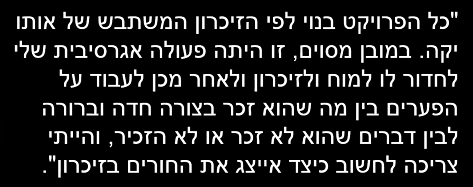 "כל הפרויקט בנוי לפי הזיכרון המשתבש של אותו
יקה. במובן מסוים, זו היתה פעולה אגרסיבית שלי
לחדור לו למוח ולזיכרון ולאחר מכן לעבוד על
הפערים בין מה שהוא זכר בצורה חדה וברורה
לבין דברים שהוא לא זכר או לא הזכיר, והייתי
צריכה לחשוב כיצד אייצג את החורים בזיכרון".